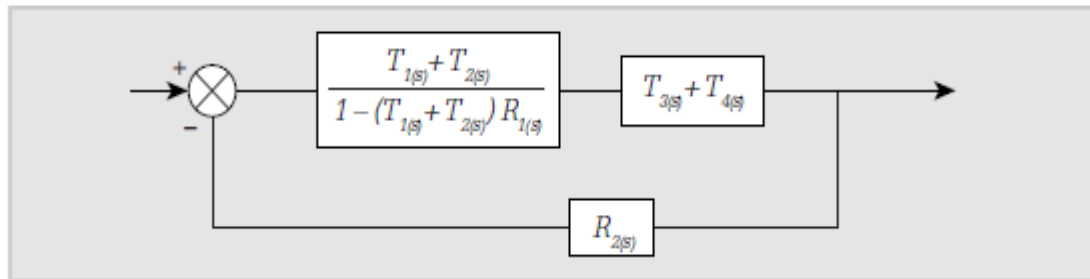 +
T1(s)+T2(s)
1 – (T1(s)+T2(s)) R1(s)
T3(s)+T4(s)
–
R2(s)